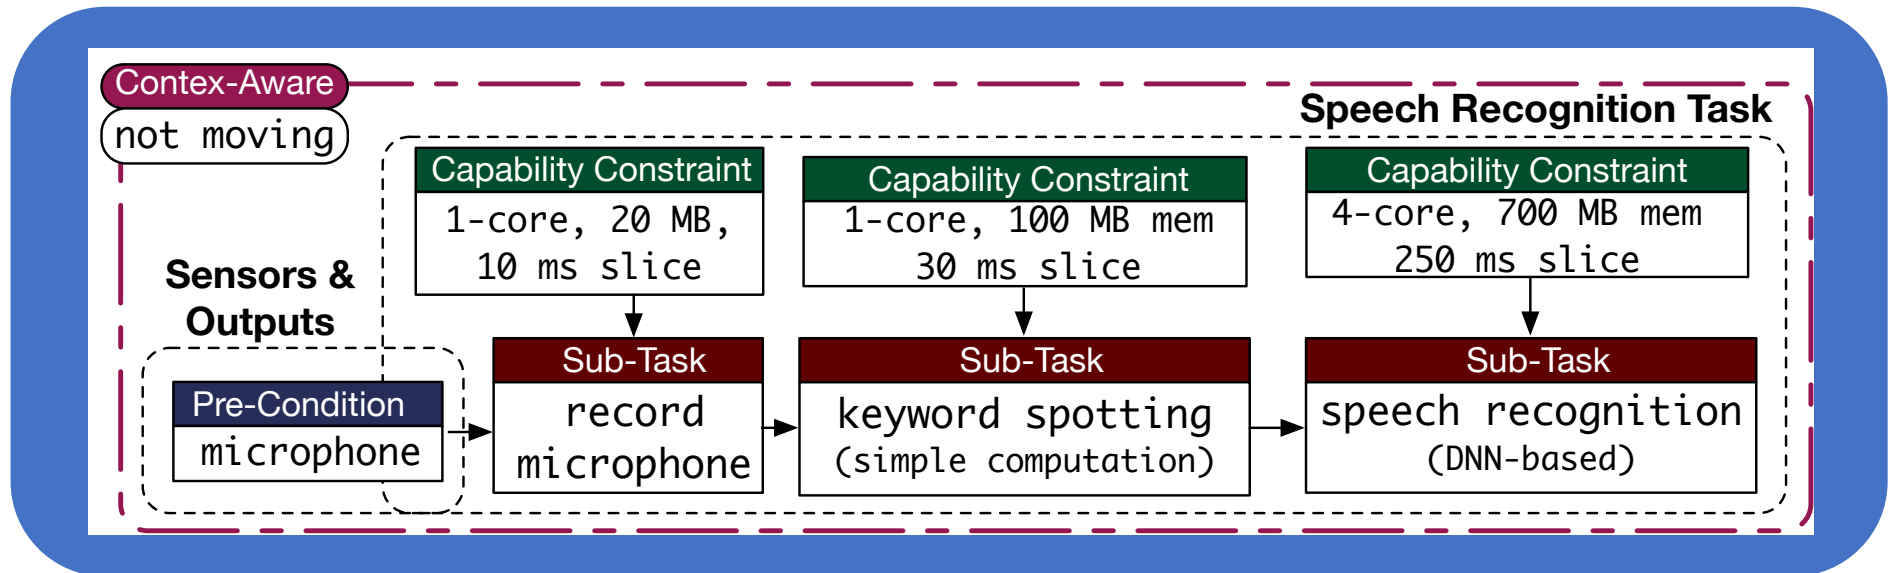 Contex-Aware
not moving
Speech Recognition Task
Capability Constraint
1-core, 20 MB,
10 ms slice
Capability Constraint
1-core, 100 MB mem
30 ms slice
Capability Constraint
4-core, 700 MB mem
250 ms slice
Sensors &
Outputs
Pre-Condition
microphone
Sub-Task
record
microphone
Sub-Task
keyword spotting
(simple computation)
Sub-Task
speech recognition
(DNN-based)